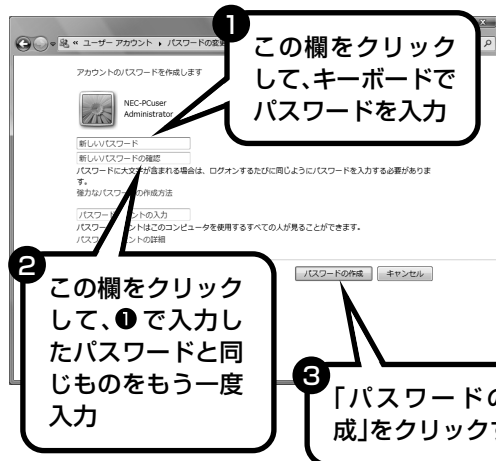 ユーザー アカウント ▸ パスワードの変更
アカウントのパスワードを作成します
NEC-PCuser
Administrator
新しいパスワード
新しいパスワードの確認
パスワードに大文字が含まれる場合は、ログオンするたびに同じようにパスワードを入力する必要がありま
す。
強力なパスワードの作成方法
パスワード ントの入力
パスワー ントはこのコンピュータを使用するすべての人が見ることができます。
パスワ ントの詳細
パスワードの作成 キャンセル
❶
この欄をクリック
して、キーボードで
パスワードを入力
❷
この欄をクリック
して、❶で入力し
たパスワードと同
じものをもう一度
入力
❸
「パスワードの
成」をクリック